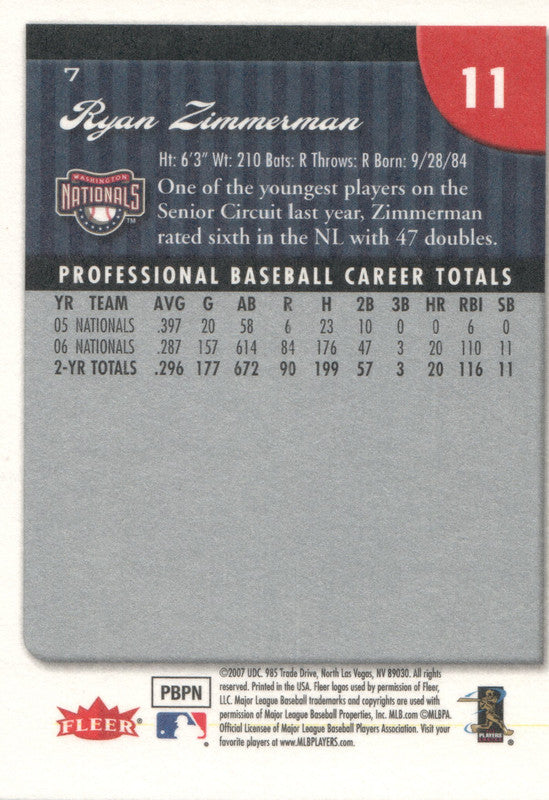 7
11
Ryan Zimmerman
Ht: 6'3" Wt: 210 Bats: R Throws: R Born: 9/28/84
WASHINGTON
NATIONALS
TM
One of the youngest players on the
Senior Circuit last year, Zimmerman
rated sixth in the NL with 47 doubles.
PROFESSIONAL BASEBALL CAREER TOTALS
YR TEAM AVG G AB R H 2B 3B HR RBI SB
05 NATIONALS .397 20 58 6 23 10 0 0 6 0
06 NATIONALS .287 157 614 84 176 47 3 20 110 11
2-YR TOTALS .296 177 672 90 199 57 3 20 116 11
©2007 UDC. 985 Trade Drive, North Las Vegas, NV 89030. All rights
reserved. Printed in the USA. Fleer logos used by permission of Fleer,
LLC. Major League Baseball trademarks and copyrights are used with
permission of Major League Baseball Properties, Inc. MLB.com ©MLBPA.
Official Licensee of Major League Baseball Players Association. Visit your
favorite players at www.MLBPLAYERS.com.
PBPN
FLEER®
PLAYERS
®